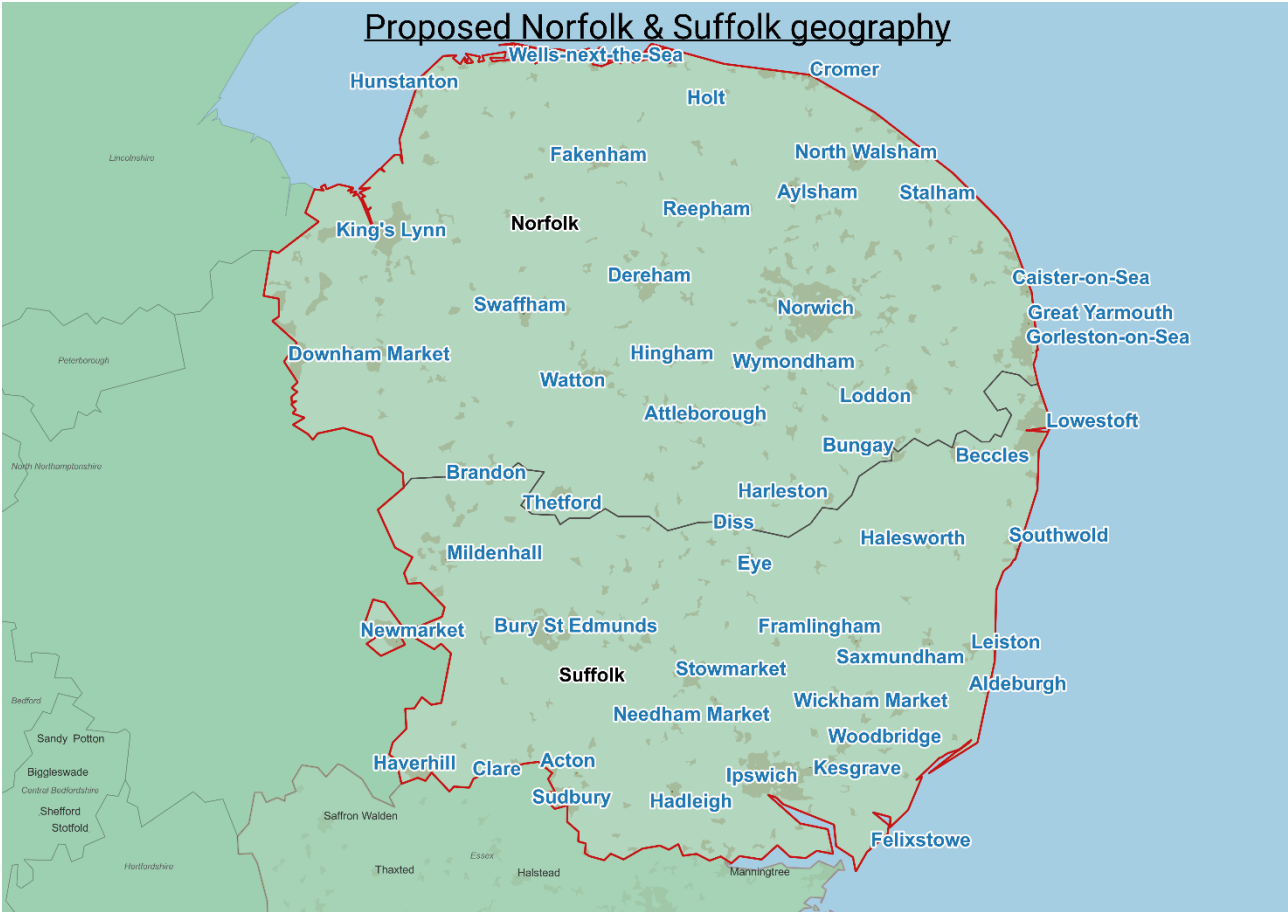 Proposed Norfolk & Suffolk geography
Wells-next-the-Sea
Cromer
Hunstanton
Holt
Lincolnshire
Fakenham
North Walsham
Aylsham
Stalham
Reepham
Norfolk
King's Lynn
Dereham
Caister-on-Sea
Swaffham
Norwich
Great Yarmouth
Gorleston-on-Sea
Downham Market
Hingham
Wymondham
Peterborough
Watton
Loddon
Attleborough
Lowestoft
Bungay
Beccles
North Northamptonshire
Brandon
Harleston
Thetford
Diss
Halesworth
Southwold
Mildenhall
Eye
Newmarket
Bury St Edmunds
Framlingham
Leiston
Saxmundham
Suffolk
Stowmarket
Aldeburgh
Bedford
Wickham Market
Needham Market
Sandy Potton
Woodbridge
Haverhill
Clare
Acton
Kesgrave
Biggleswade
Ipswich
Central Bedfordshire
Sudbury
Hadleigh
Shefford
Saffron Walden
Stotfold
Felixstowe
Essex
Hertfordshire
Thaxted
Halstead
Manningtree